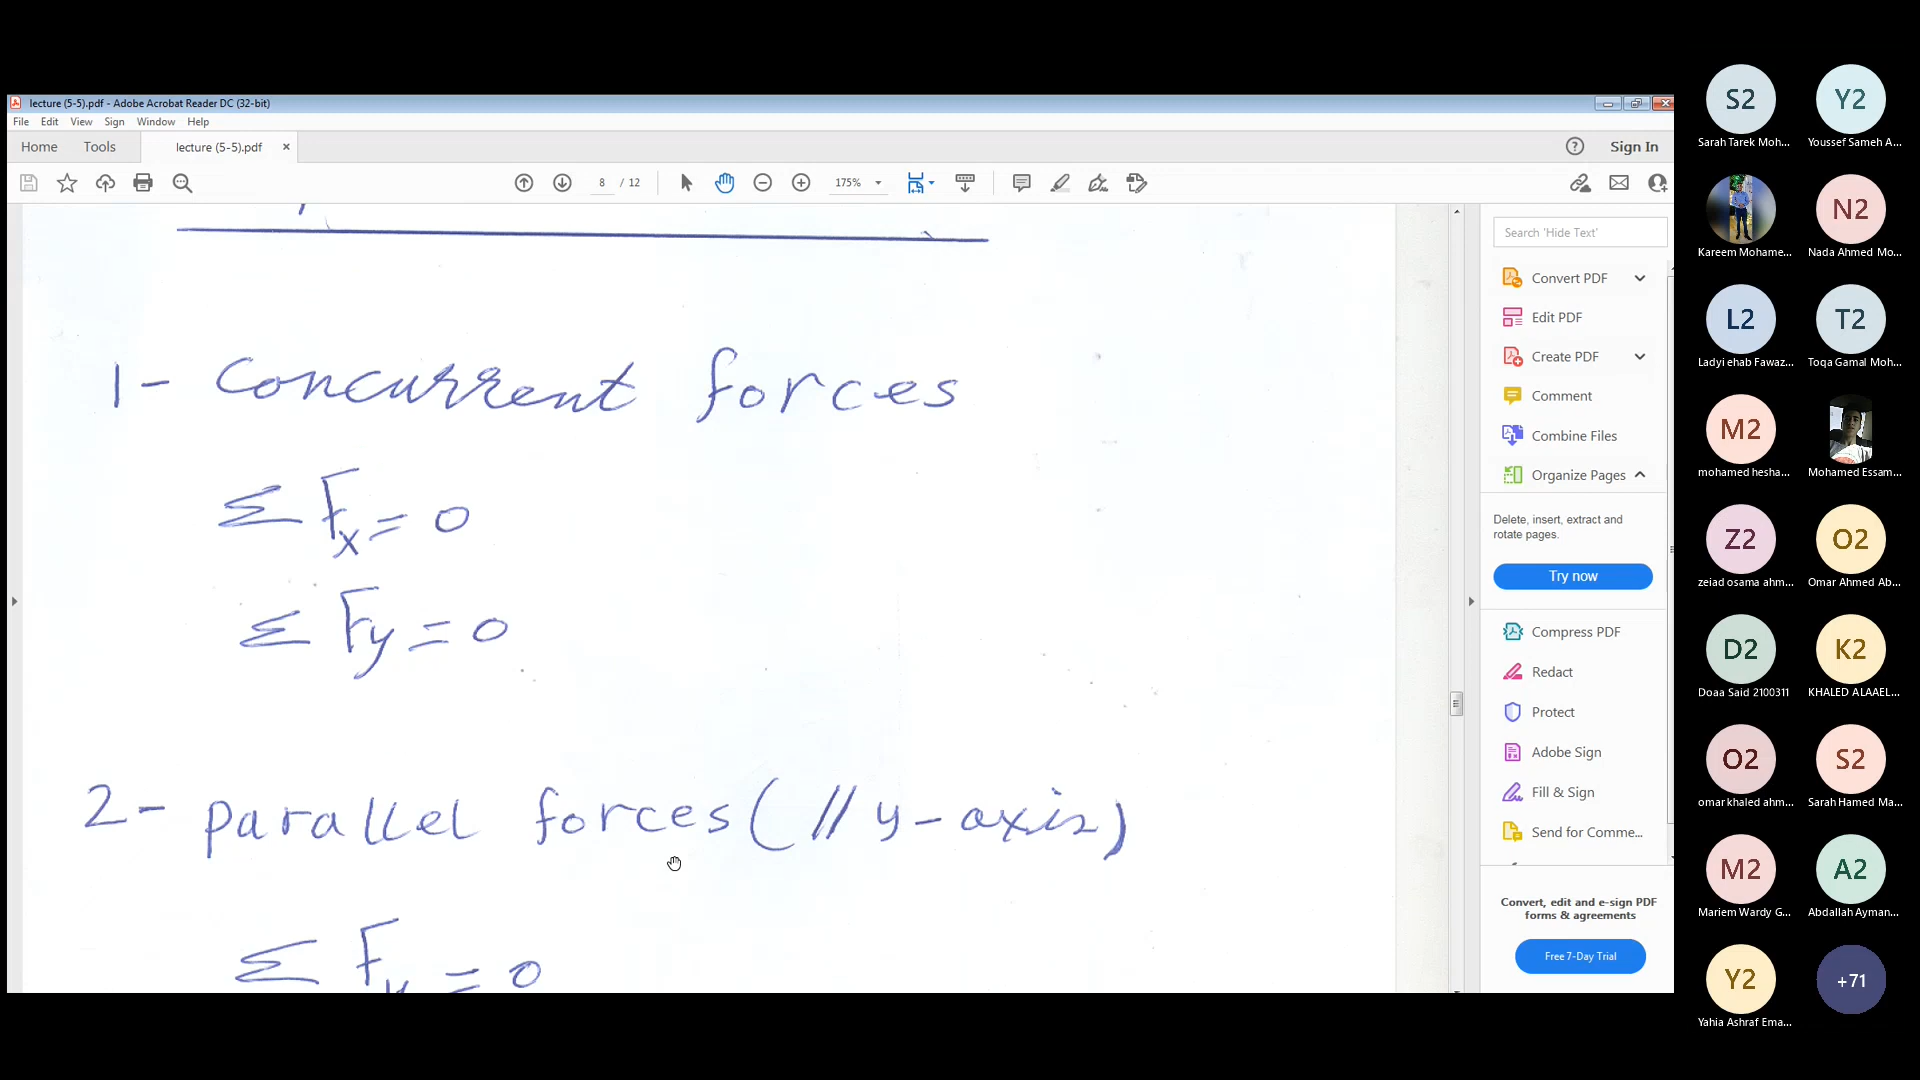 lecture (5-5).pdf - Adobe Acrobat Reader DC (32-bit)
File Edit View Sign Window Help
Home Tools lecture (5-5).pdf × Sign In
8 / 12 175%
1- Concurrent forces
Σ Fx = 0
Σ Fy = 0
2- parallel forces ( // y-axis)
Σ Fy = 0
Search 'Hide Text'
Convert PDF
Edit PDF
Create PDF
Comment
Combine Files
Organize Pages
Delete, insert, extract and
rotate pages.
Try now
Compress PDF
Redact
Protect
Adobe Sign
Fill & Sign
Send for Comme...
Convert, edit and e-sign PDF
forms & agreements
Free 7-Day Trial
S2 Y2
Sarah Tarek Moh... Youssef Sameh A...
N2
Kareem Mohame... Nada Ahmed Mo...
L2 T2
Ladyi ehab Fawaz... Toqa Gamal Moh...
M2
mohamed hesha... Mohamed Essam...
Z2 O2
zeiad osama ahm... Omar Ahmed Ab...
D2 K2
Doaa Said 2100311 KHALED ALAAEL...
O2 S2
omar khaled ahm... Sarah Hamed Ma...
M2 A2
Mariem Wardy G... Abdallah Ayman...
Y2 +71
Yahia Ashraf Ema...